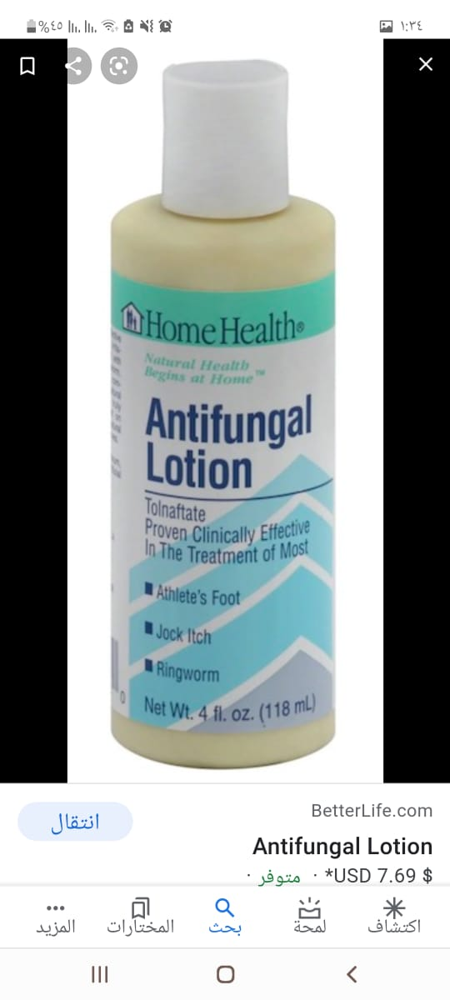 %٤٥
١:٣٤
Home Health®
Natural Health
Begins at Home™
Antifungal
Lotion
Tolnaftate
Proven Clinically Effective
In The Treatment of Most
Athlete's Foot
Jock Itch
Ringworm
Net Wt. 4 fl. oz. (118 mL)
BetterLife.com
انتقال
Antifungal Lotion
$ USD 7.69* · متوفر ·
اكتشاف
لمحة
بحث
المختارات
المزيد